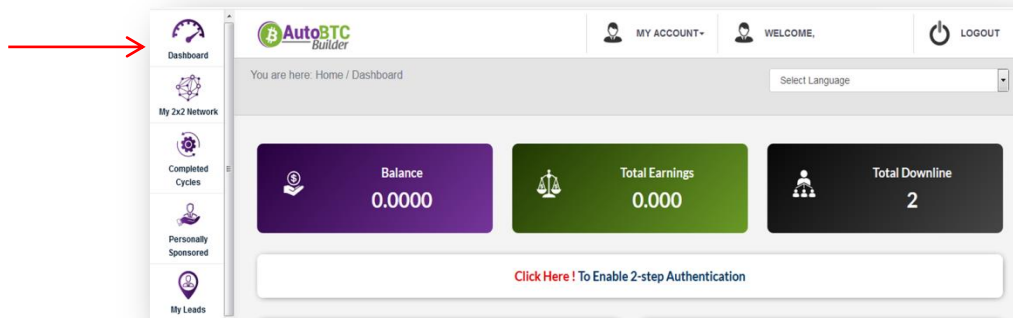 Dashboard
My 2x2 Network
Completed
Cycles
Personally
Sponsored
My Leads
AutoBTC
Builder
MY ACCOUNT
WELCOME,
LOGOUT
You are here: Home / Dashboard
Select Language
Balance
0.0000
Total Earnings
0.000
Total Downline
2
Click Here ! To Enable 2-step Authentication